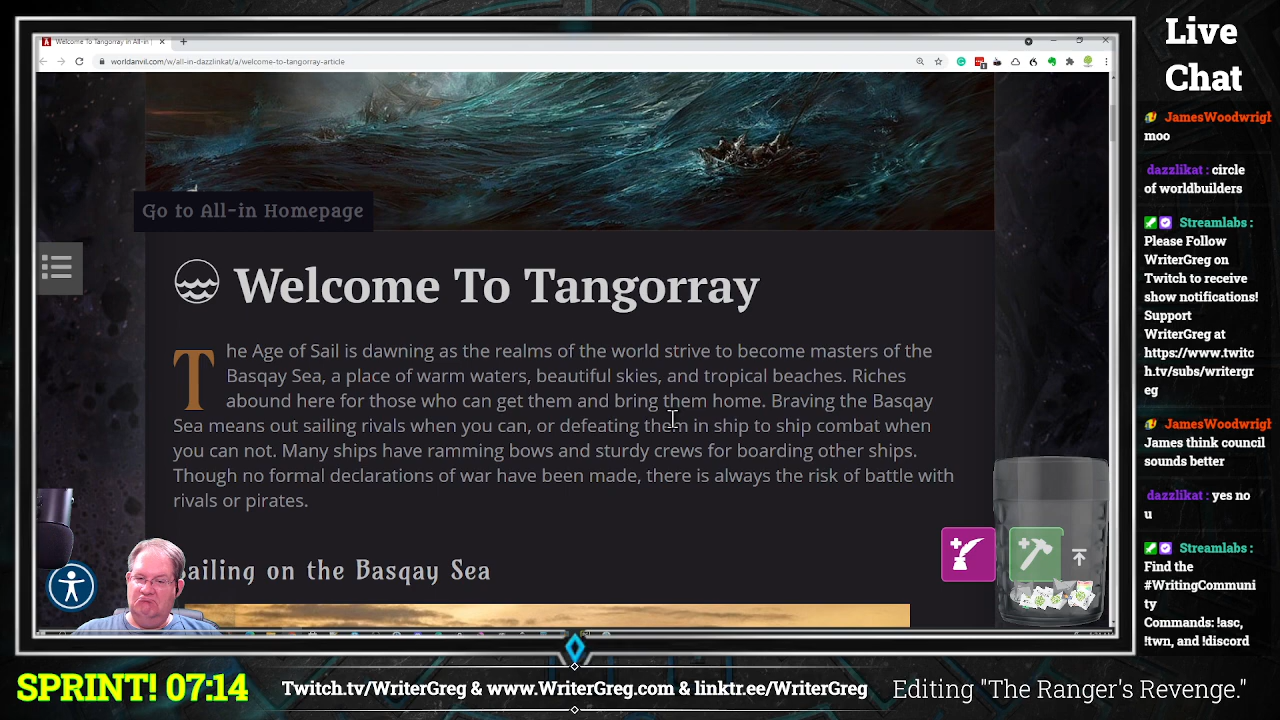 Welcome To Tangorray in All-in |
worldanvil.com/w/all-in-dazzlinkat/a/welcome-to-tangorray-article
Go to All-in Homepage
Welcome To Tangorray
The Age of Sail is dawning as the realms of the world strive to become masters of the
Basqay Sea, a place of warm waters, beautiful skies, and tropical beaches. Riches
abound here for those who can get them and bring them home. Braving the Basqay
Sea means out sailing rivals when you can, or defeating them in ship to ship combat when
you can not. Many ships have ramming bows and sturdy crews for boarding other ships.
Though no formal declarations of war have been made, there is always the risk of battle with
rivals or pirates.
Sailing on the Basqay Sea
Live
Chat
JamesWoodwrigh
moo
dazzlikat : circle
of worldbuilders
Streamlabs :
Please Follow
WriterGreg on
Twitch to receive
show notifications!
Support
WriterGreg at
https://www.twitc
h.tv/subs/writergr
eg
JamesWoodwrigh
James think council
sounds better
dazzlikat : yes no
u
Streamlabs :
Find the
#WritingCommuni
ty
Commands: !asc,
!twn, and !discord
SPRINT! 07:14
Twitch.tv/WriterGreg & www.WriterGreg.com & linktr.ee/WriterGreg
Editing "The Ranger's Revenge."